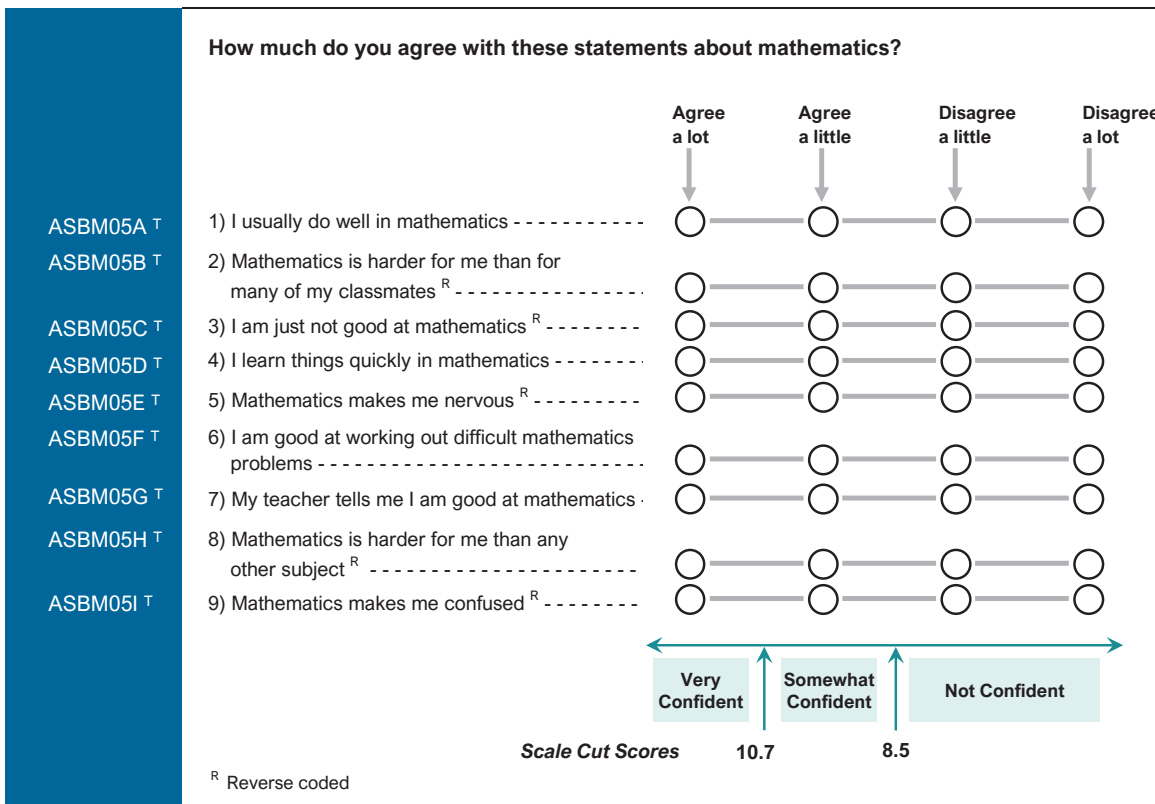 How much do you agree with these statements about mathematics?
Agree a lot
Agree a little
Disagree a little
Disagree a lot
ASBM05A T 1) I usually do well in mathematics - - - - - - - - - - -
ASBM05B T 2) Mathematics is harder for me than for
many of my classmates R - - - - - - - - - - - - - - - -
ASBM05C T 3) I am just not good at mathematics R - - - - - - - -
ASBM05D T 4) I learn things quickly in mathematics - - - - - - -
ASBM05E T 5) Mathematics makes me nervous R - - - - - - - - -
ASBM05F T 6) I am good at working out difficult mathematics
problems - - - - - - - - - - - - - - - - - - - - - - - - - - -
ASBM05G T 7) My teacher tells me I am good at mathematics -
ASBM05H T 8) Mathematics is harder for me than any
other subject R - - - - - - - - - - - - - - - - - - - - - -
ASBM05I T 9) Mathematics makes me confused R - - - - - - - -
Very Confident
Somewhat Confident
Not Confident
Scale Cut Scores 10.7 8.5
R Reverse coded